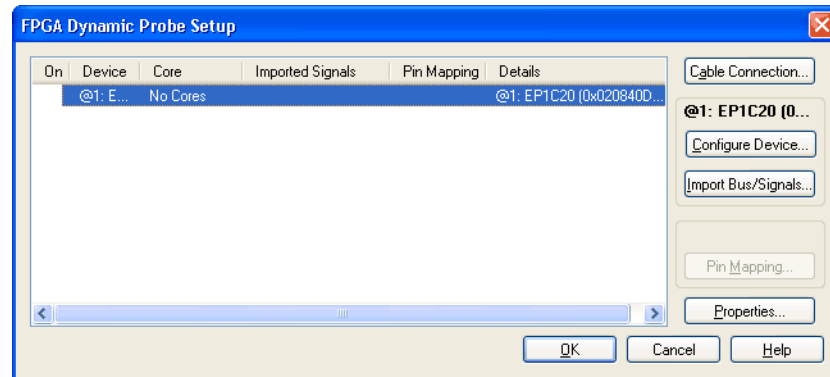 FPGA Dynamic Probe Setup
On Device Core Imported Signals Pin Mapping Details
@1: E... No Cores @1: EP1C20 (0x020840D...
Cable Connection...
@1: EP1C20 (0...
Configure Device...
Import Bus/Signals...
Pin Mapping...
Properties...
OK Cancel Help